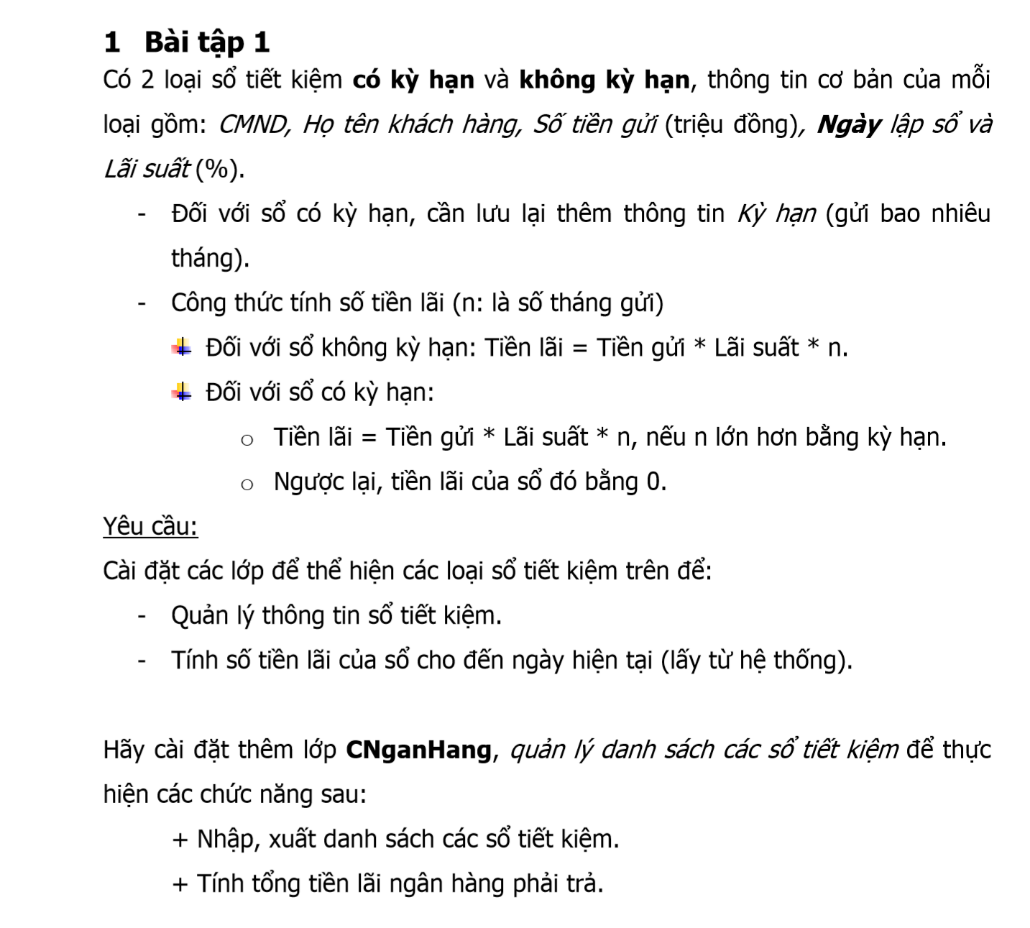 1 Bài tập 1
Có 2 loại sổ tiết kiệm có kỳ hạn và không kỳ hạn, thông tin cơ bản của mỗi
loại gồm: CMND, Họ tên khách hàng, Số tiền gửi (triệu đồng), Ngày lập sổ và
Lãi suất (%).
- Đối với sổ có kỳ hạn, cần lưu lại thêm thông tin Kỳ hạn (gửi bao nhiêu
tháng).
- Công thức tính số tiền lãi (n: là số tháng gửi)
Đối với sổ không kỳ hạn: Tiền lãi = Tiền gửi * Lãi suất * n.
Đối với sổ có kỳ hạn:
o Tiền lãi = Tiền gửi * Lãi suất * n, nếu n lớn hơn bằng kỳ hạn.
o Ngược lại, tiền lãi của sổ đó bằng 0.
Yêu cầu:
Cài đặt các lớp để thể hiện các loại sổ tiết kiệm trên để:
- Quản lý thông tin sổ tiết kiệm.
- Tính số tiền lãi của sổ cho đến ngày hiện tại (lấy từ hệ thống).
Hãy cài đặt thêm lớp CNganHang, quản lý danh sách các sổ tiết kiệm để thực
hiện các chức năng sau:
+ Nhập, xuất danh sách các sổ tiết kiệm.
+ Tính tổng tiền lãi ngân hàng phải trả.